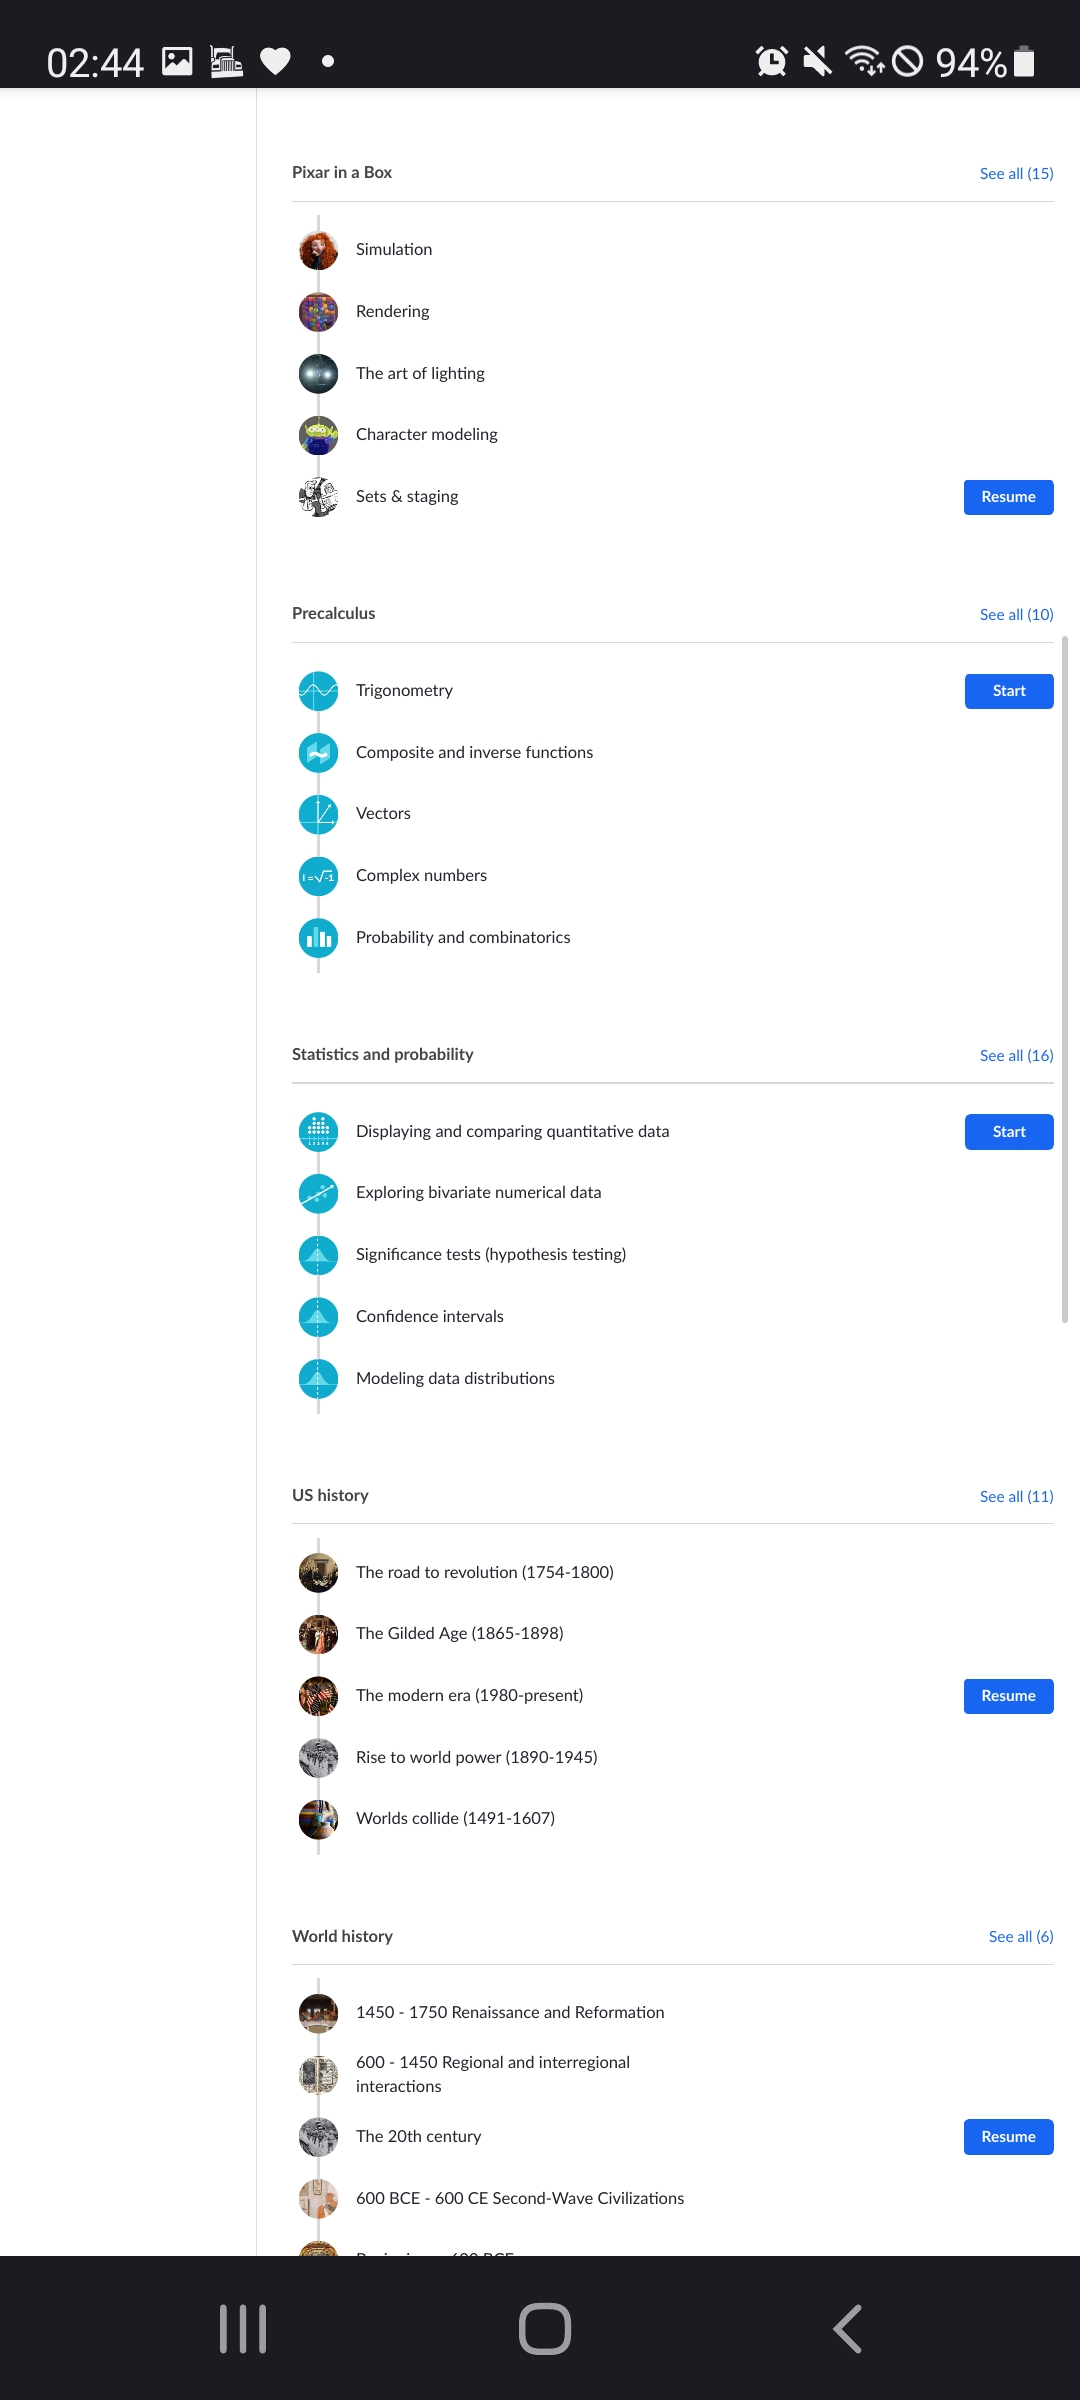 02:44
94%
Pixar in a Box
See all (15)
Simulation
Rendering
The art of lighting
Character modeling
Sets & staging
Resume
Precalculus
See all (10)
Trigonometry
Start
Composite and inverse functions
Vectors
Complex numbers
Probability and combinatorics
Statistics and probability
See all (16)
Displaying and comparing quantitative data
Start
Exploring bivariate numerical data
Significance tests (hypothesis testing)
Confidence intervals
Modeling data distributions
US history
See all (11)
The road to revolution (1754-1800)
The Gilded Age (1865-1898)
The modern era (1980-present)
Resume
Rise to world power (1890-1945)
Worlds collide (1491-1607)
World history
See all (6)
1450 - 1750 Renaissance and Reformation
600 - 1450 Regional and interregional
interactions
The 20th century
Resume
600 BCE - 600 CE Second-Wave Civilizations